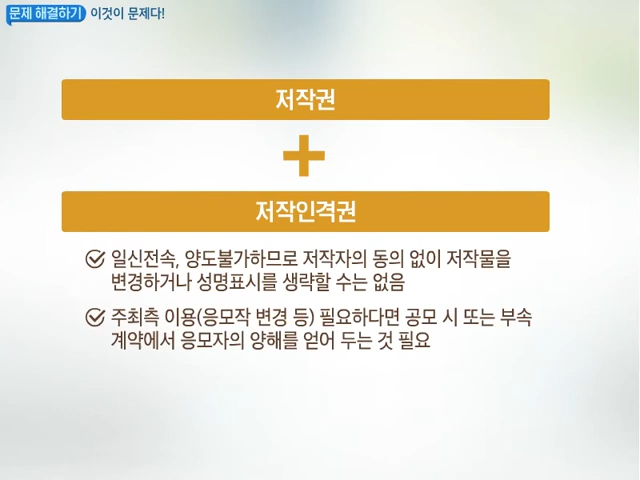 문제 해결하기 이것이 문제다!
저작권
+
저작인격권
일신전속, 양도불가하므로 저작자의 동의 없이 저작물을
변경하거나 성명표시를 생략할 수는 없음
주최측 이용(응모작 변경 등) 필요하다면 공모 시 또는 부속
계약에서 응모자의 양해를 얻어 두는 것 필요